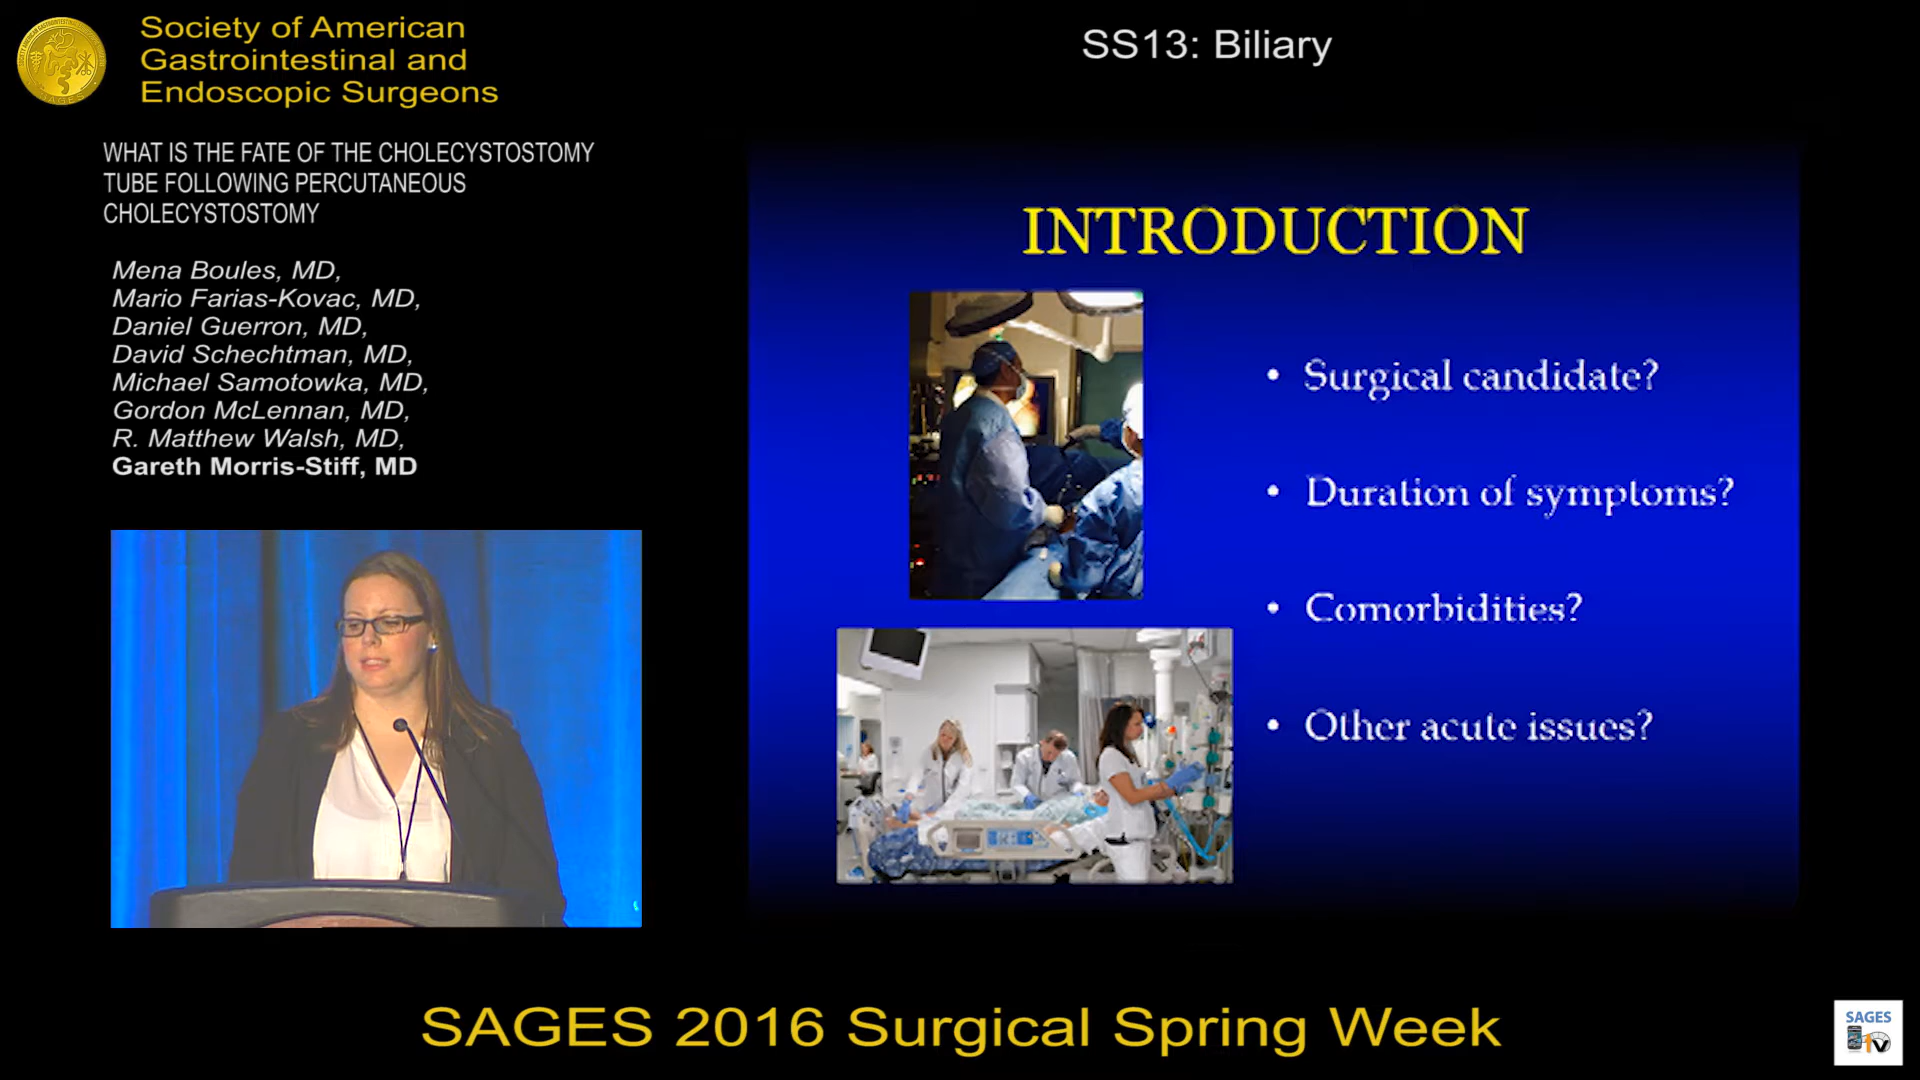 Society of American
Gastrointestinal and
Endoscopic Surgeons
SS13: Biliary
WHAT IS THE FATE OF THE CHOLECYSTOSTOMY
TUBE FOLLOWING PERCUTANEOUS
CHOLECYSTOSTOMY
Mena Boules, MD,
Mario Farias-Kovac, MD,
Daniel Guerron, MD,
David Schechtman, MD,
Michael Samotowka, MD,
Gordon McLennan, MD,
R. Matthew Walsh, MD,
Gareth Morris-Stiff, MD
INTRODUCTION
• Surgical candidate?
• Duration of symptoms?
• Comorbidities?
• Other acute issues?
SAGES 2016 Surgical Spring Week
SAGES
TV